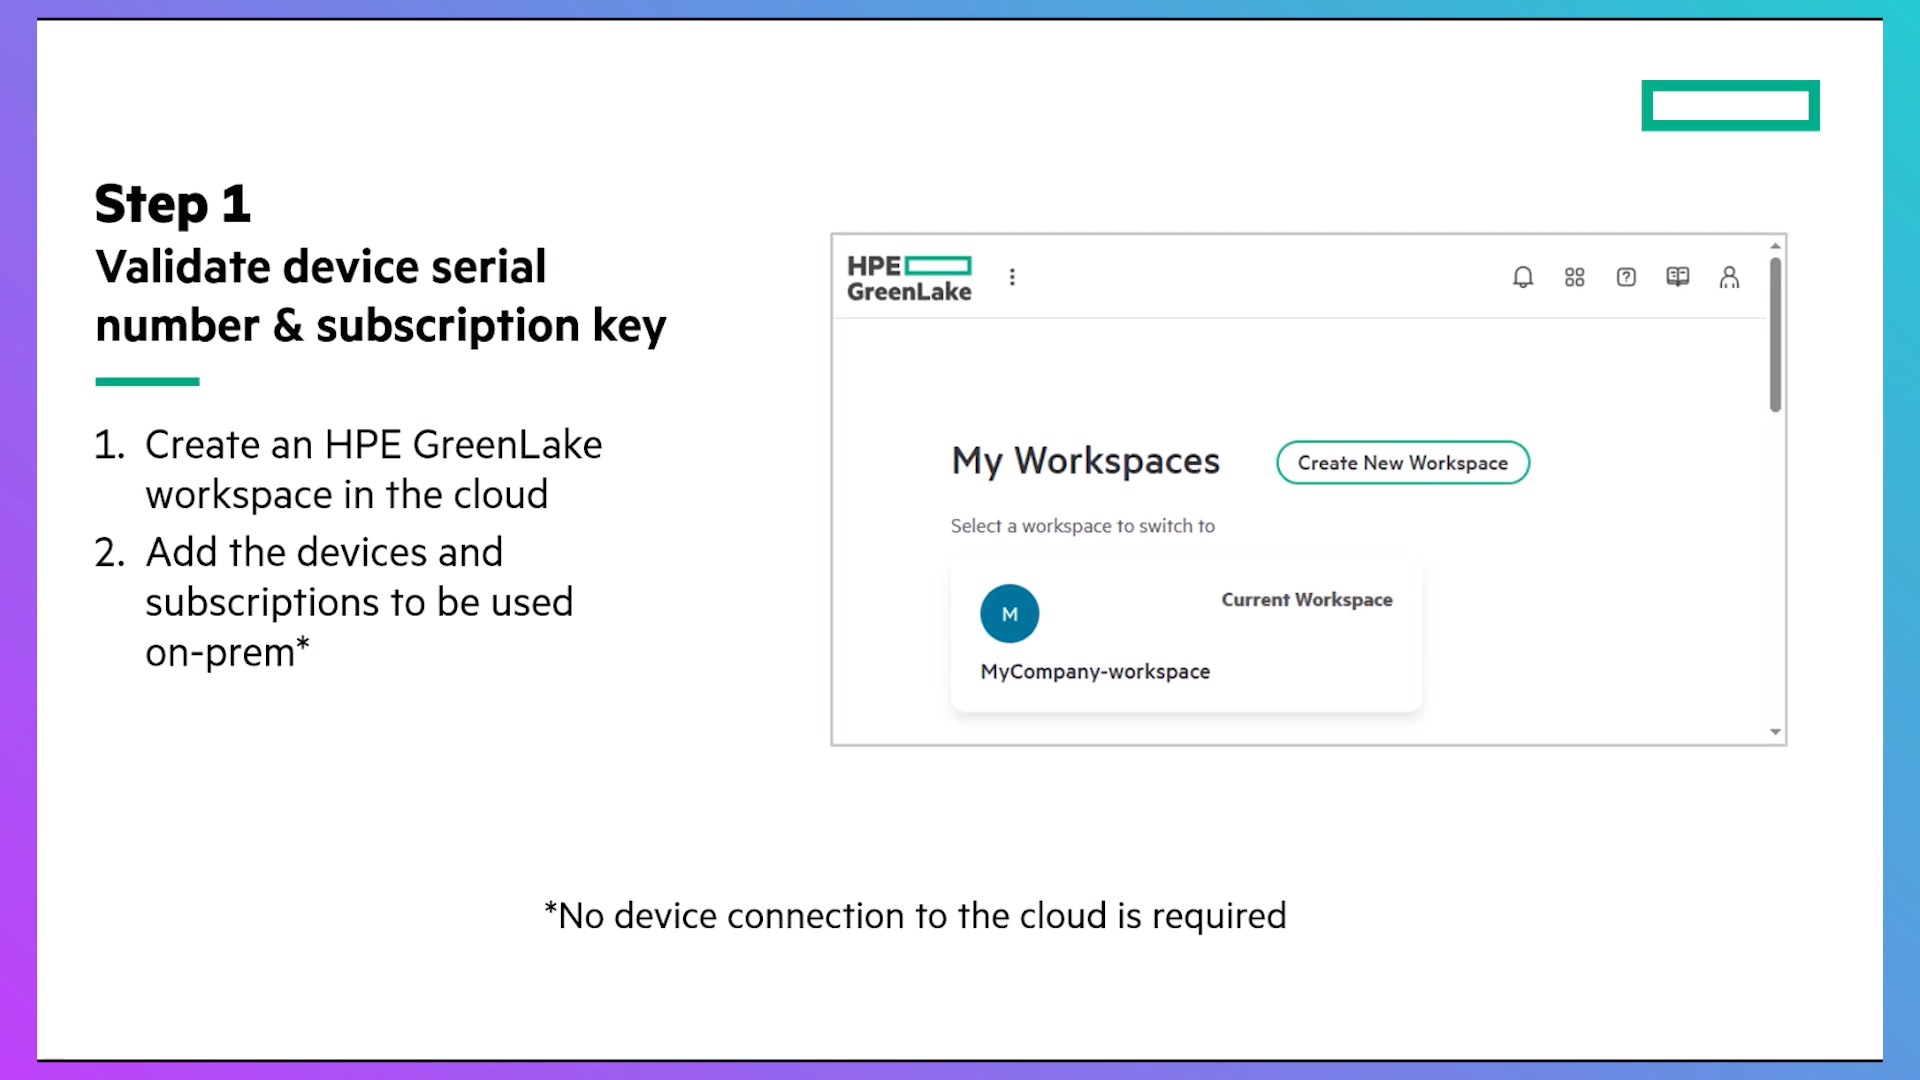 Step 1
Validate device serial
number & subscription key
1. Create an HPE GreenLake
workspace in the cloud
2. Add the devices and
subscriptions to be used
on-prem*
HPE
GreenLake
My Workspaces
Create New Workspace
Select a workspace to switch to
M
Current Workspace
MyCompany-workspace
*No device connection to the cloud is required